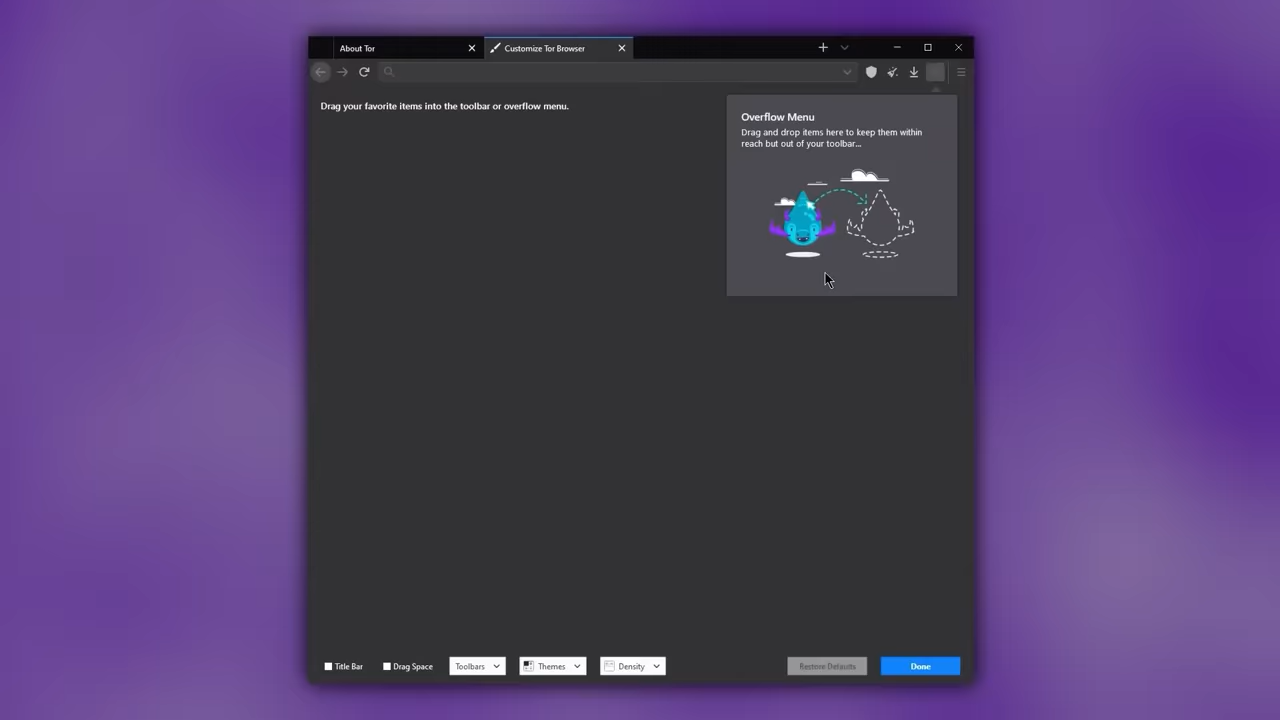 About Tor
Customize Tor Browser
Drag your favorite items into the toolbar or overflow menu.
Overflow Menu
Drag and drop items here to keep them within
reach but out of your toolbar...
Title Bar
Drag Space
Toolbars
Themes
Density
Restore Defaults
Done